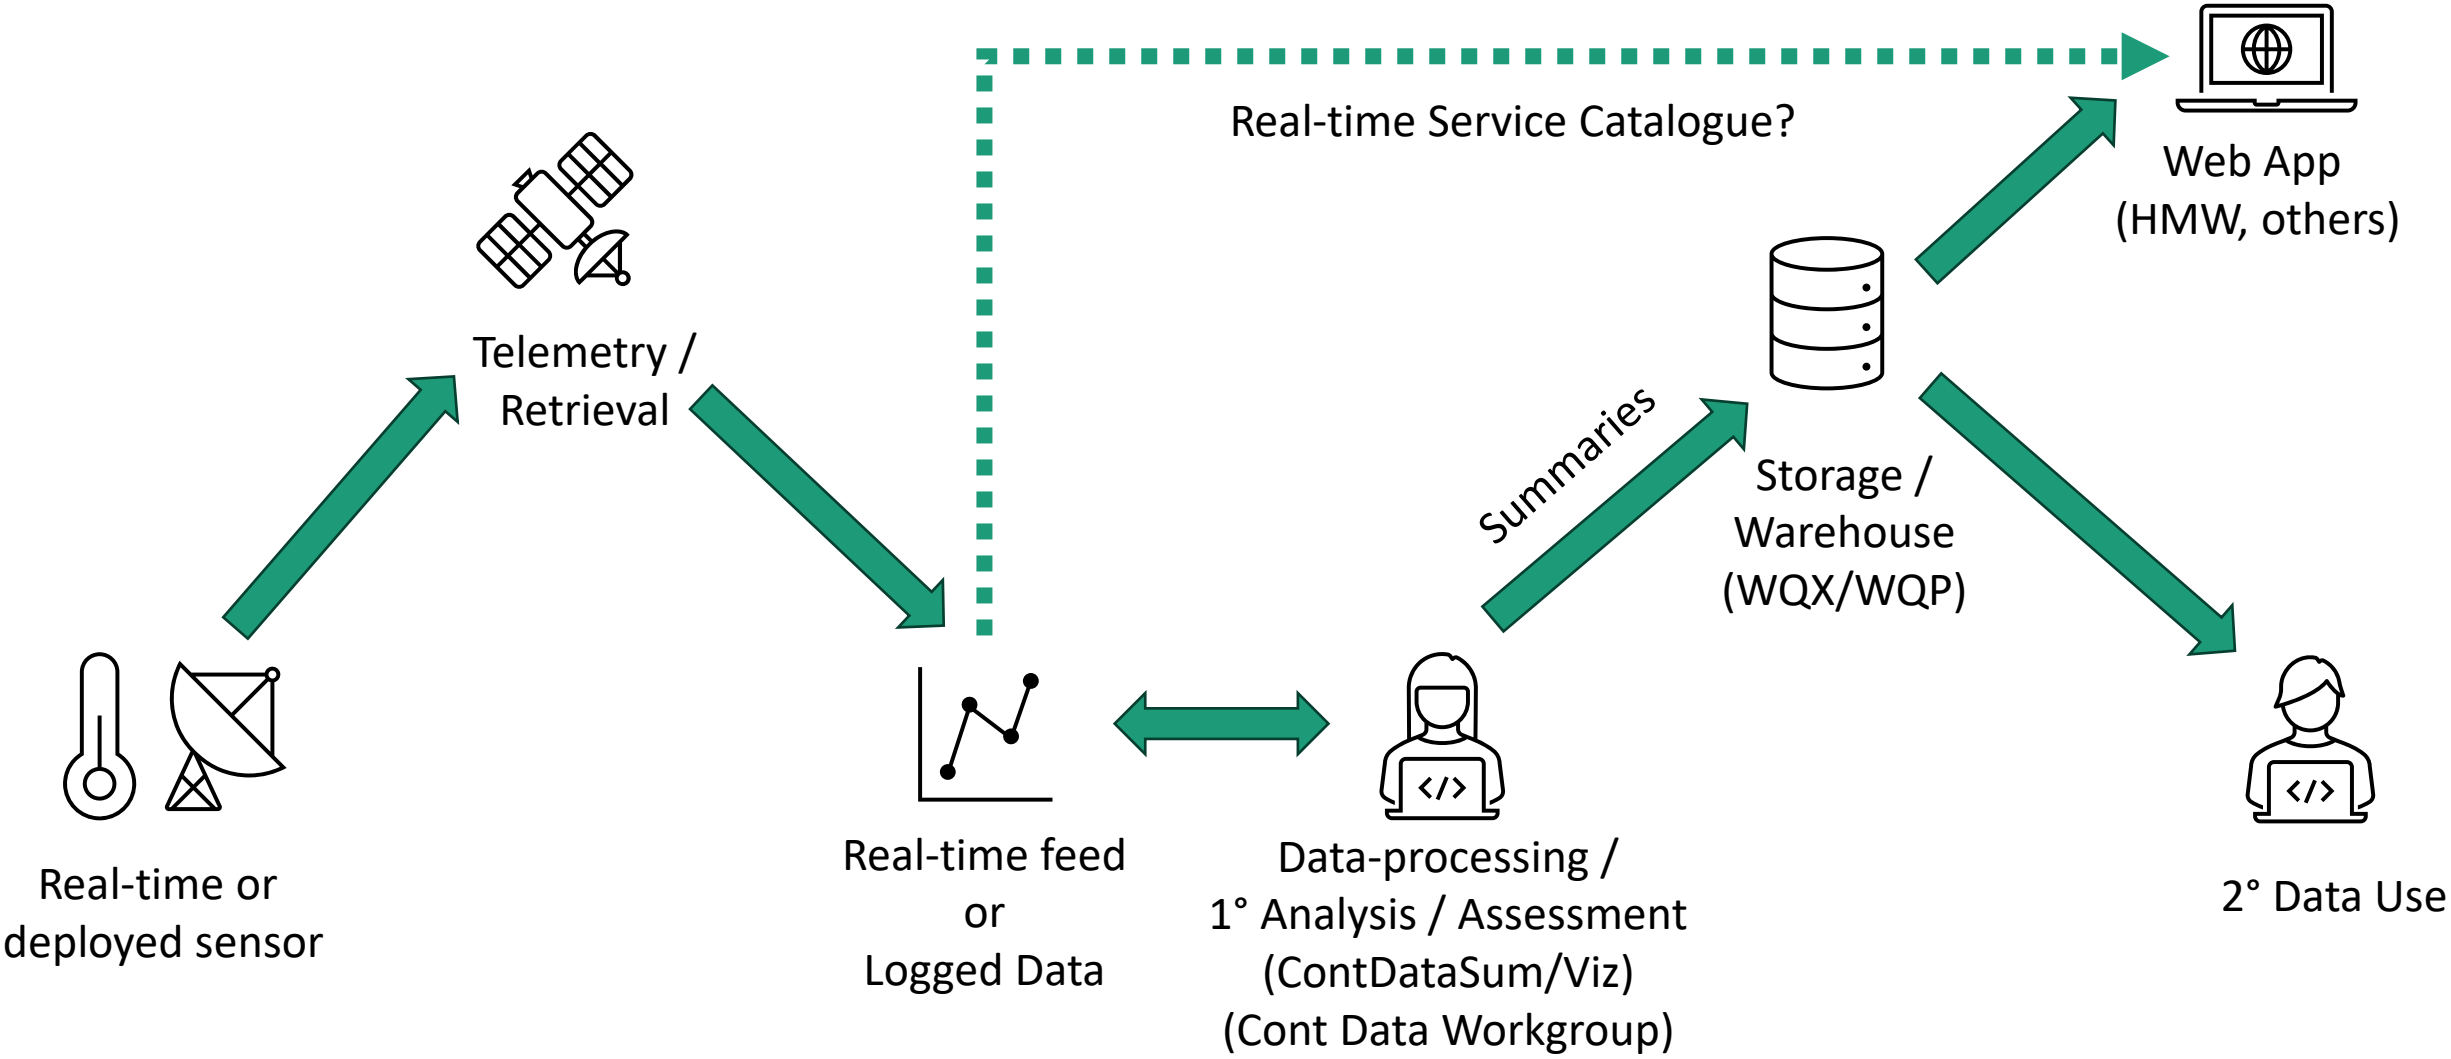 Real-time Service Catalogue?
Web App
(HMW, others)
Telemetry /
Retrieval
Summaries
Storage /
Warehouse
(WQX/WQP)
</>
</>
Real-time or
deployed sensor
Real-time feed
or
Logged Data
Data-processing /
1° Analysis / Assessment
(ContDataSum/Viz)
(Cont Data Workgroup)
2° Data Use